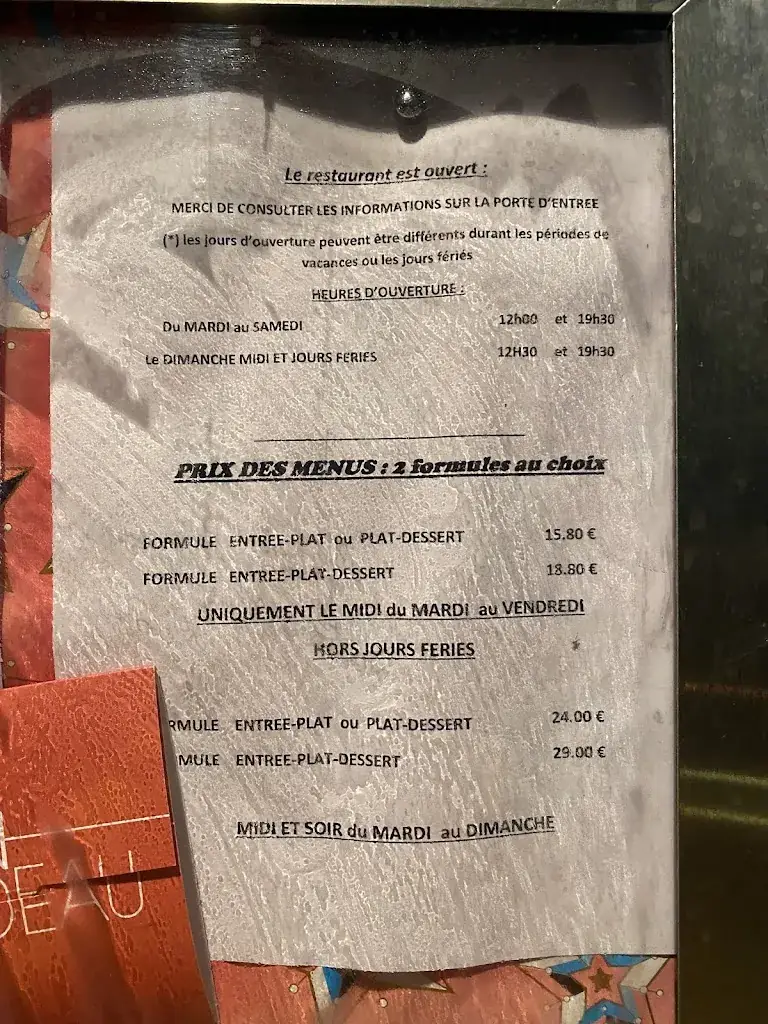 Le restaurant est ouvert :
MERCI DE CONSULTER LES INFORMATIONS SUR LA PORTE D'ENTREE
(*) les jours d'ouverture peuvent être différents durant les périodes de
vacances ou les jours fériés
HEURES D'OUVERTURE :
Du MARDI au SAMEDI 12h00 et 19h30
Le DIMANCHE MIDI ET JOURS FERIES 12H30 et 19h30
PRIX DES MENUS : 2 formules au choix
FORMULE ENTREE-PLAT ou PLAT-DESSERT 15.80 €
FORMULE ENTREE-PLAT-DESSERT 18.80 €
UNIQUEMENT LE MIDI du MARDI au VENDREDI
HORS JOURS FERIES
RMULE ENTREE-PLAT ou PLAT-DESSERT 24.00 €
MULE ENTREE-PLAT-DESSERT 29.00 €
MIDI ET SOIR du MARDI au DIMANCHE
DEAU